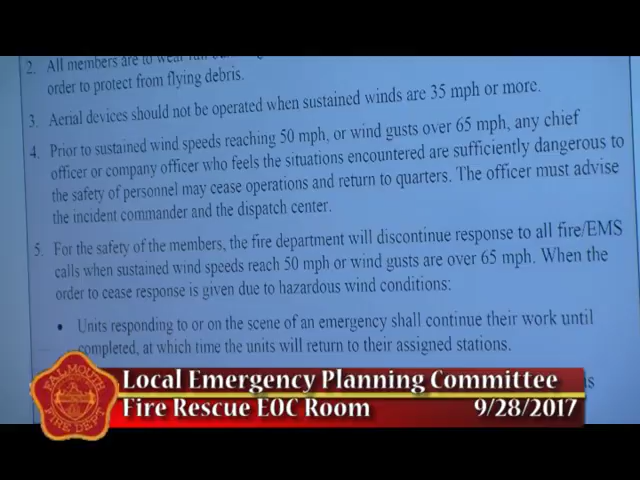 2. All members are to wear full
order to protect from flying debris.
3. Aerial devices should not be operated when sustained winds are 35 mph or more.
4. Prior to sustained wind speeds reaching 50 mph, or wind gusts over 65 mph, any chief
officer or company officer who feels the situations encountered are sufficiently dangerous to
the safety of personnel may cease operations and return to quarters. The officer must advise
the incident commander and the dispatch center.
5. For the safety of the members, the fire department will discontinue response to all fire/EMS
calls when sustained wind speeds reach 50 mph or wind gusts are over 65 mph. When the
order to cease response is given due to hazardous wind conditions:
• Units responding to or on the scene of an emergency shall continue their work until
completed, at which time the units will return to their assigned stations.
FALMOUTH
FIRE DEPT
Local Emergency Planning Committee
Fire Rescue EOC Room 9/28/2017